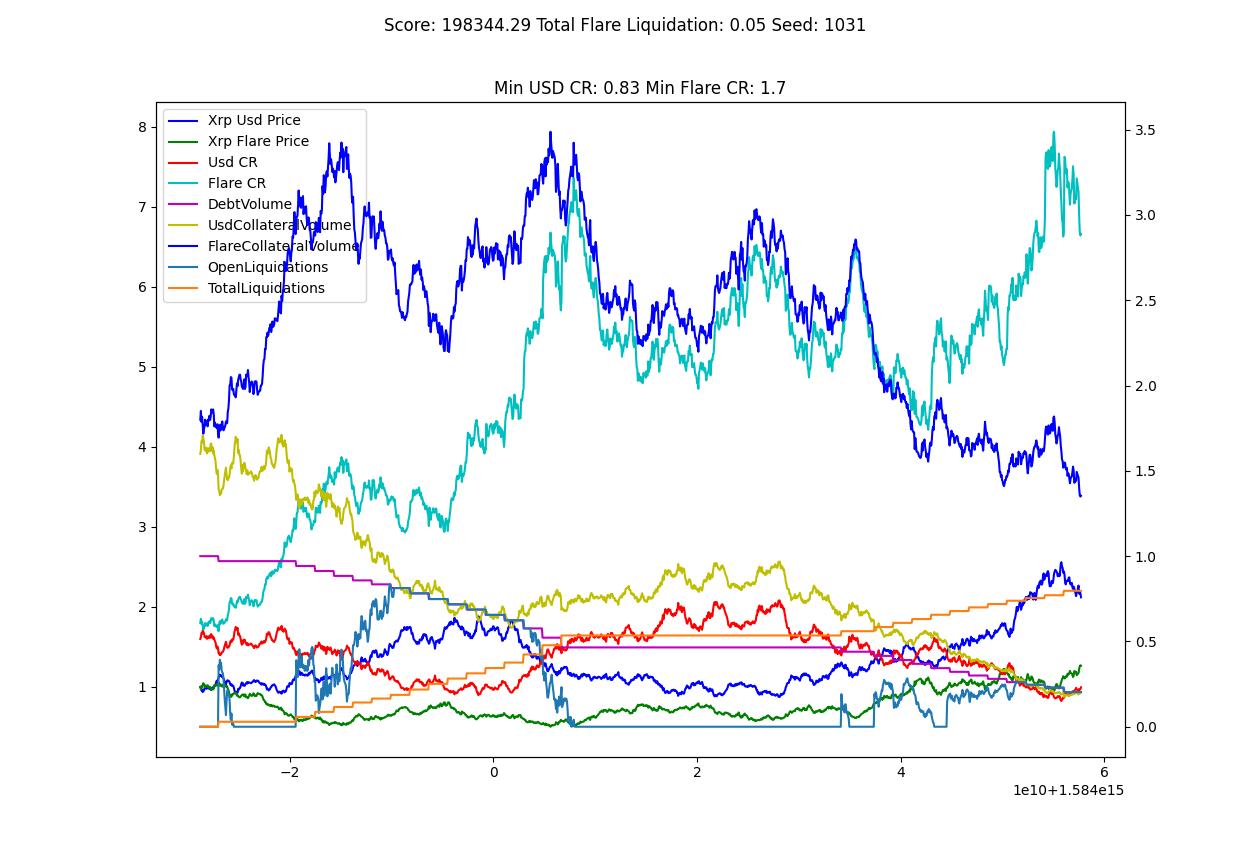 Score: 198344.29 Total Flare Liquidation: 0.05 Seed: 1031
Min USD CR: 0.83 Min Flare CR: 1.7
Xrp Usd Price
Xrp Flare Price
Usd CR
Flare CR
DebtVolume
UsdCollateralVolume
FlareCollateralVolume
OpenLiquidations
TotalLiquidations
8
7
6
5
4
3
2
1
3.5
3.0
2.5
2.0
1.5
1.0
0.5
0.0
−2 0 2 4 6
1e10+1.584e15